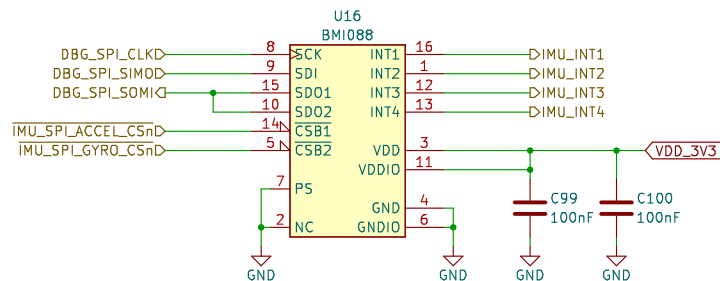 U16
BMI088
DBG_SPI_CLK 8 SCK INT1 16 IMU_INT1
DBG_SPI_SIMO 9 SDI INT2 1 IMU_INT2
DBG_SPI_SOMI 15 SDO1 INT3 12 IMU_INT3
10 SDO2 INT4 13 IMU_INT4
IMU_SPI_ACCEL_CSn 14 CSB1
IMU_SPI_GYRO_CSn 5 CSB2 VDD 3 VDD_3V3
VDDIO 11
7 PS
GND 4 C99 C100
100nF 100nF
2 NC GNDIO 6
GND GND GND GND